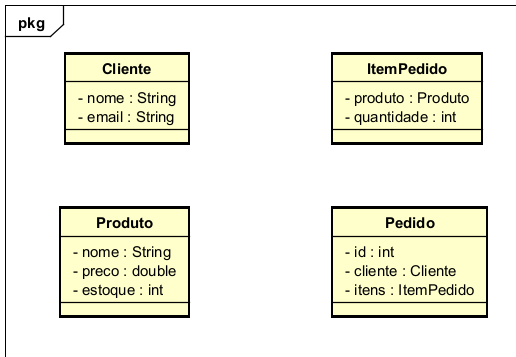 pkg
Cliente
- nome : String
- email : String
ItemPedido
- produto : Produto
- quantidade : int
Produto
- nome : String
- preco : double
- estoque : int
Pedido
- id : int
- cliente : Cliente
- itens : ItemPedido